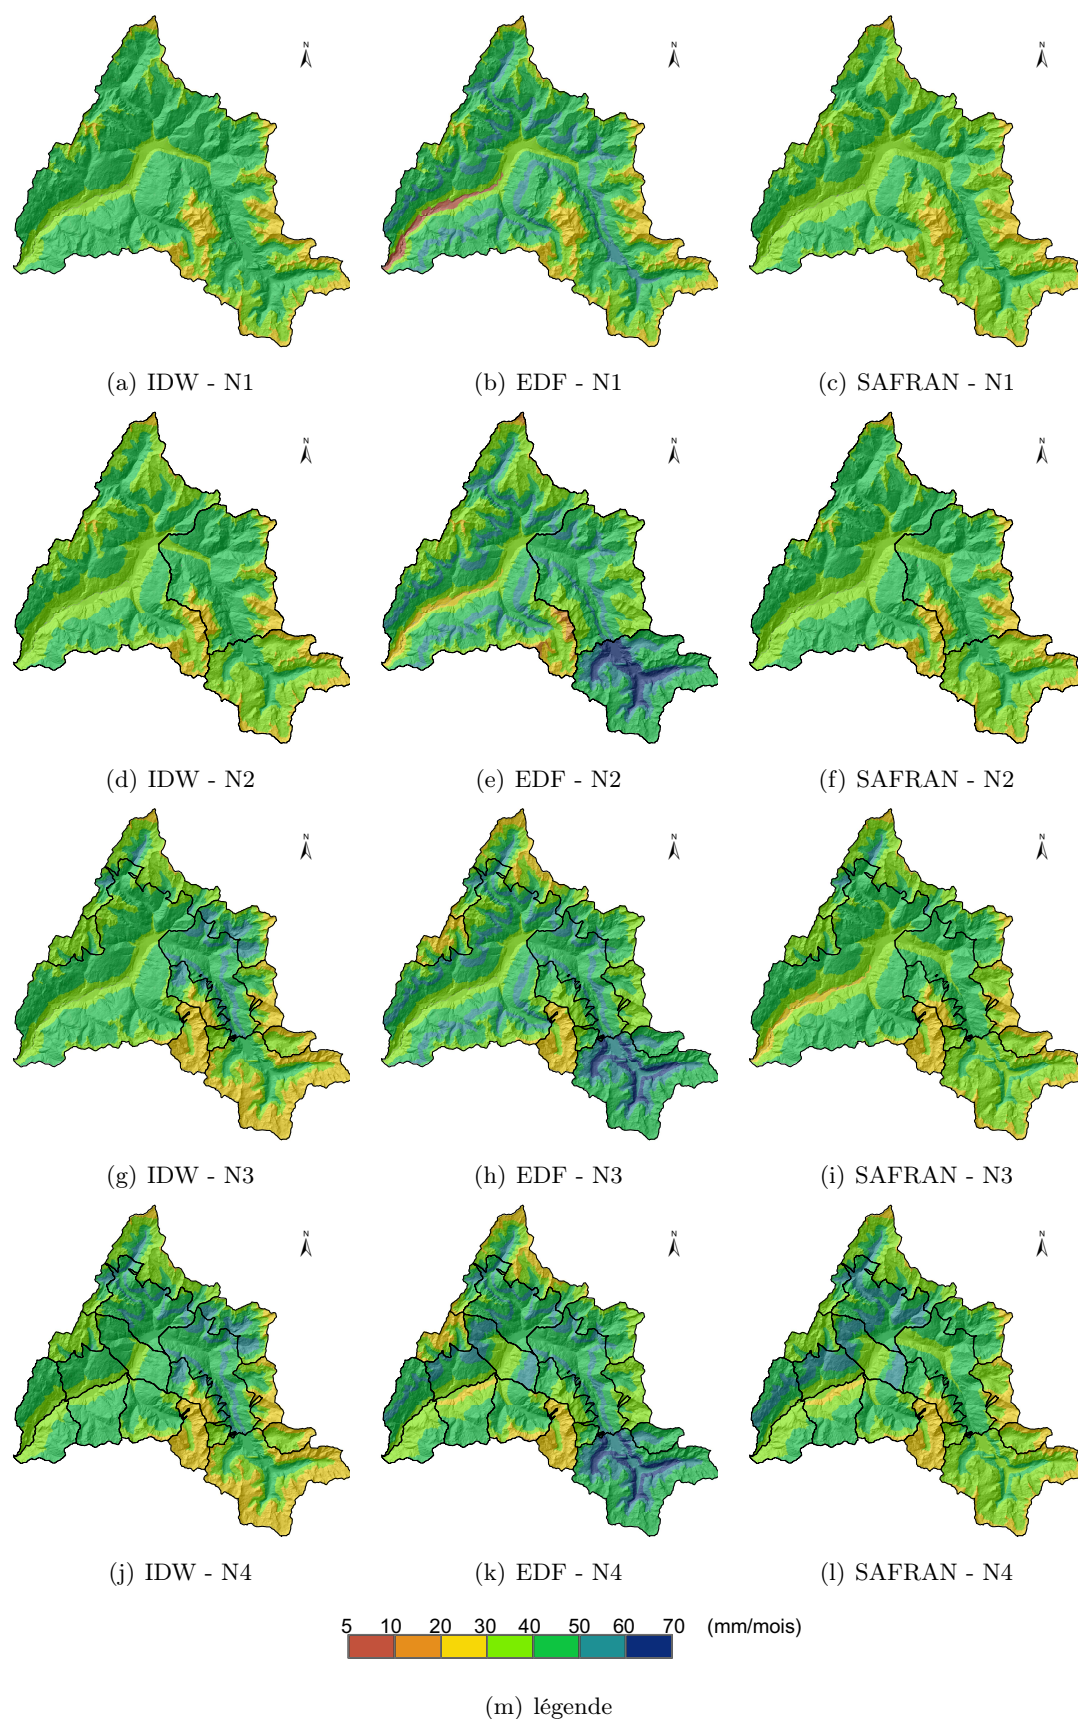 N N N
(a) IDW - N1 (b) EDF - N1 (c) SAFRAN - N1
N N N
(d) IDW - N2 (e) EDF - N2 (f) SAFRAN - N2
N N N
(g) IDW - N3 (h) EDF - N3 (i) SAFRAN - N3
N N N
(j) IDW - N4 (k) EDF - N4 (l) SAFRAN - N4
5 10 20 30 40 50 60 70 (mm/mois)
(m) légende